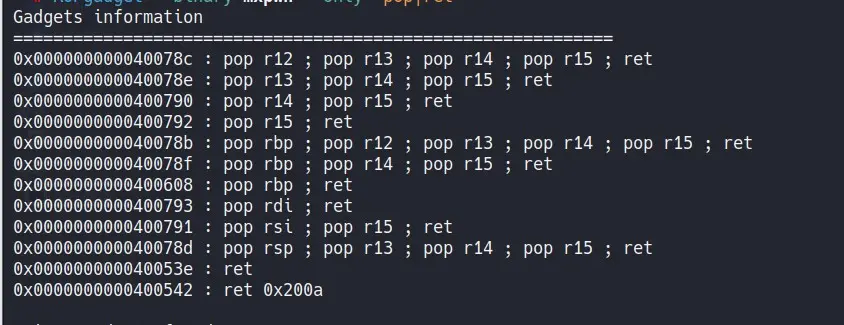 Gadgets information
============================================================
0x000000000040078c : pop r12 ; pop r13 ; pop r14 ; pop r15 ; ret
0x000000000040078e : pop r13 ; pop r14 ; pop r15 ; ret
0x0000000000400790 : pop r14 ; pop r15 ; ret
0x0000000000400792 : pop r15 ; ret
0x000000000040078b : pop rbp ; pop r12 ; pop r13 ; pop r14 ; pop r15 ; ret
0x000000000040078f : pop rbp ; pop r14 ; pop r15 ; ret
0x0000000000400608 : pop rbp ; ret
0x0000000000400793 : pop rdi ; ret
0x0000000000400791 : pop rsi ; pop r15 ; ret
0x000000000040078d : pop rsp ; pop r13 ; pop r14 ; pop r15 ; ret
0x000000000040053e : ret
0x0000000000400542 : ret 0x200a